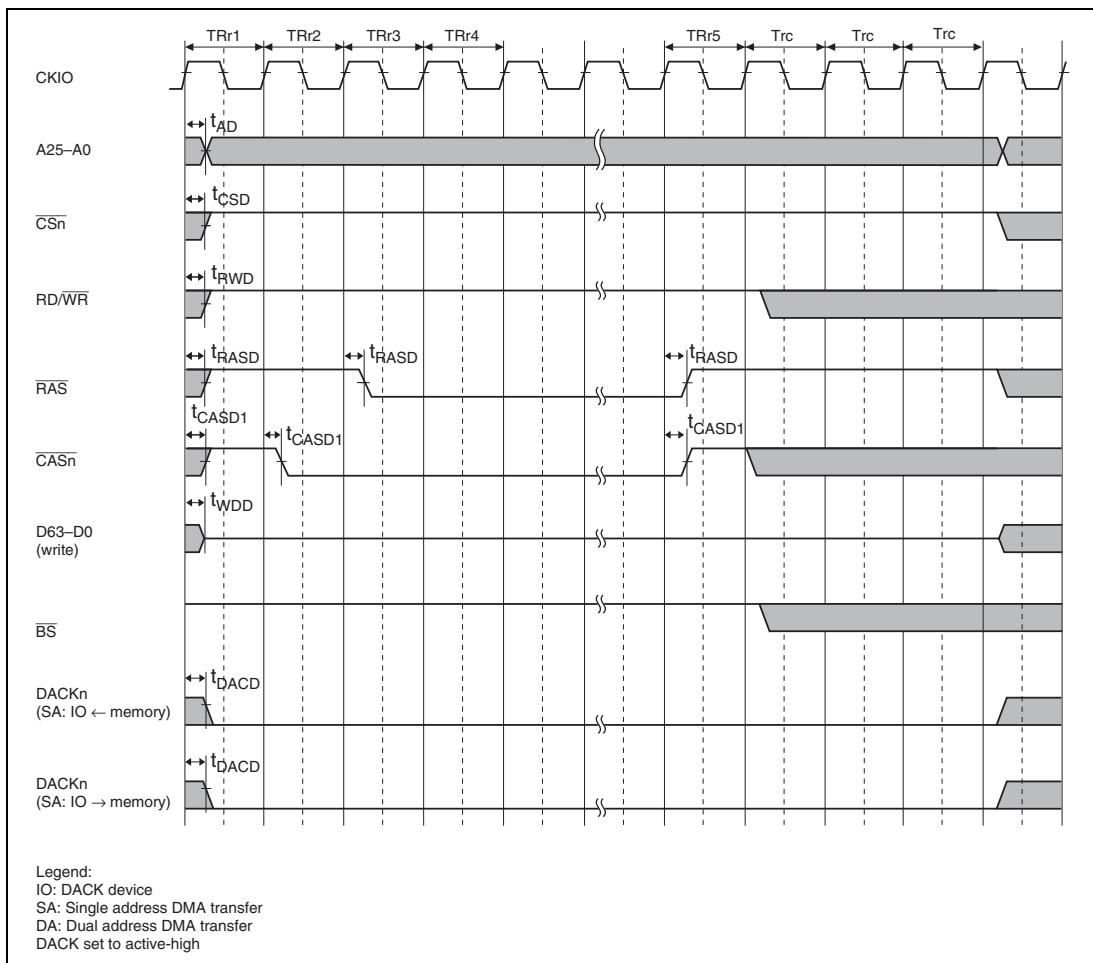 TRr1 TRr2 TRr3 TRr4 TRr5 Trc Trc Trc
CKIO
tAD
A25–A0
tCSD
CSn
tRWD
RD/WR
tRASD tRASD tRASD
RAS
tCASD1 tCASD1 tCASD1
CASn
tWDD
D63–D0
(write)
BS
tDACD
DACKn
(SA: IO ← memory)
tDACD
DACKn
(SA: IO → memory)
Legend:
IO: DACK device
SA: Single address DMA transfer
DA: Dual address DMA transfer
DACK set to active-high